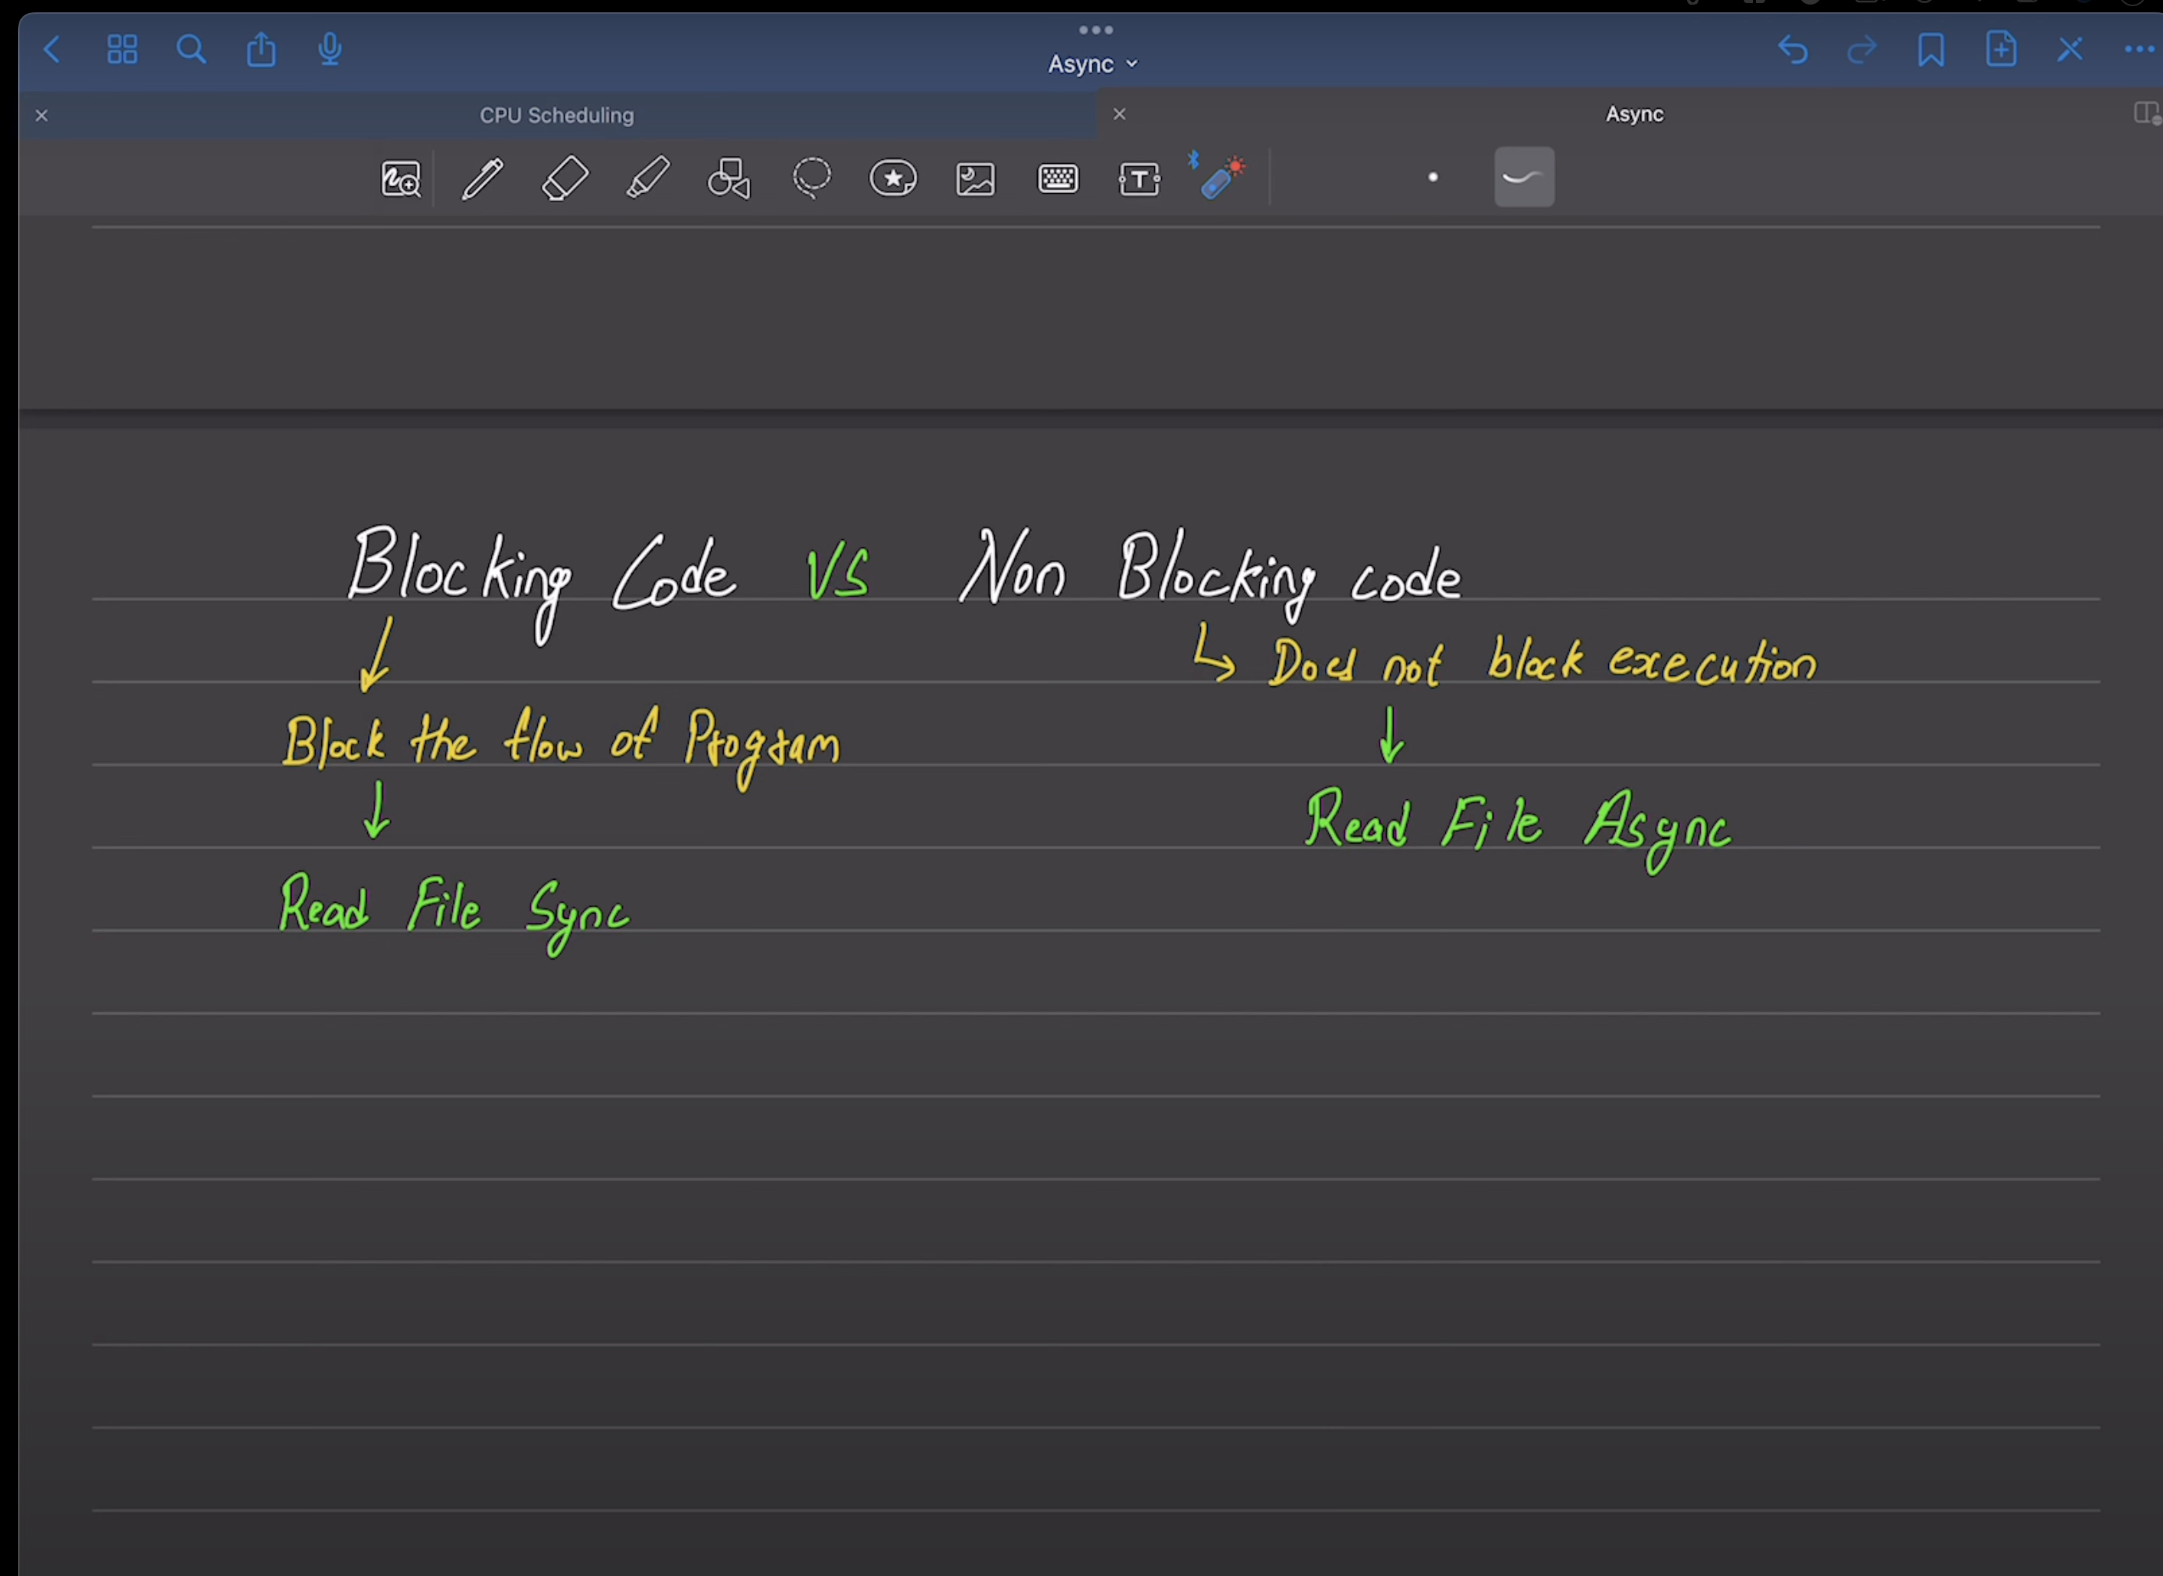 Async
CPU Scheduling
Async
Blocking Code VS Non Blocking code
Does not block execution
Block the flow of Program
Read File Async
Read File Sync